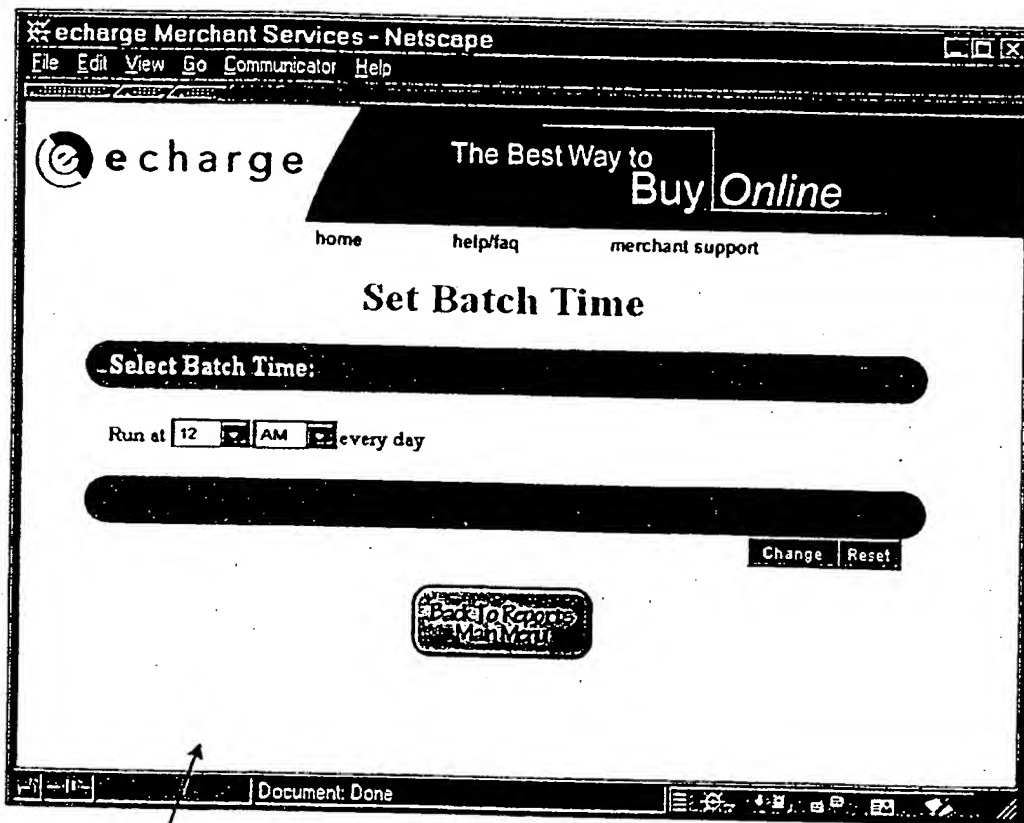 echarge Merchant Services - Netscape
File Edit View Go Communicator Help
e echarge
The Best Way to
Buy Online
home help/faq merchant support
Set Batch Time
Select Batch Time:
Run at 12 AM every day
Change Reset
Back To Reports
Main Menu
Document: Done